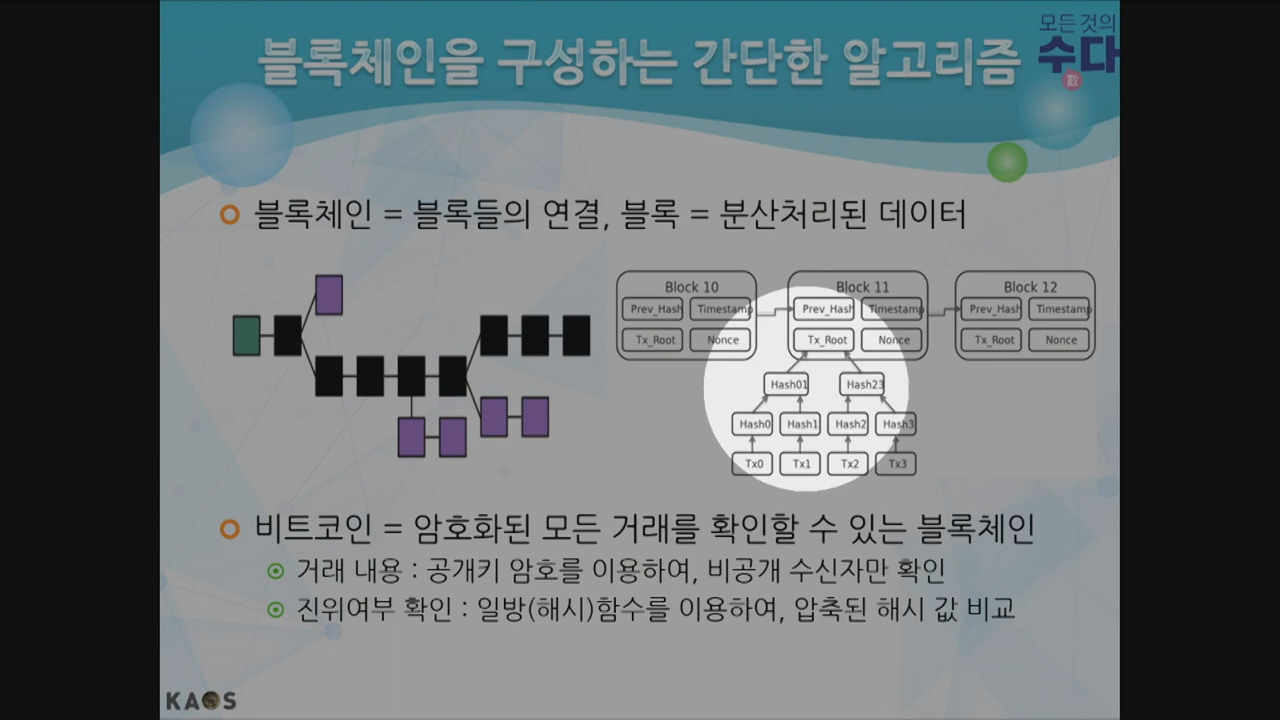 모든 것의
수다
數
블록체인을 구성하는 간단한 알고리즘
블록체인 = 블록들의 연결, 블록 = 분산처리된 데이터
Block 10 Block 11 Block 12
Prev_Hash Timestamp Prev_Hash Timestamp Prev_Hash Timestamp
Tx_Root Nonce Tx_Root Nonce Tx_Root Nonce
Hash01 Hash23
Hash0 Hash1 Hash2 Hash3
Tx0 Tx1 Tx2 Tx3
비트코인 = 암호화된 모든 거래를 확인할 수 있는 블록체인
거래 내용 : 공개키 암호를 이용하여, 비공개 수신자만 확인
진위여부 확인 : 일방(해시)함수를 이용하여, 압축된 해시 값 비교
KAOS